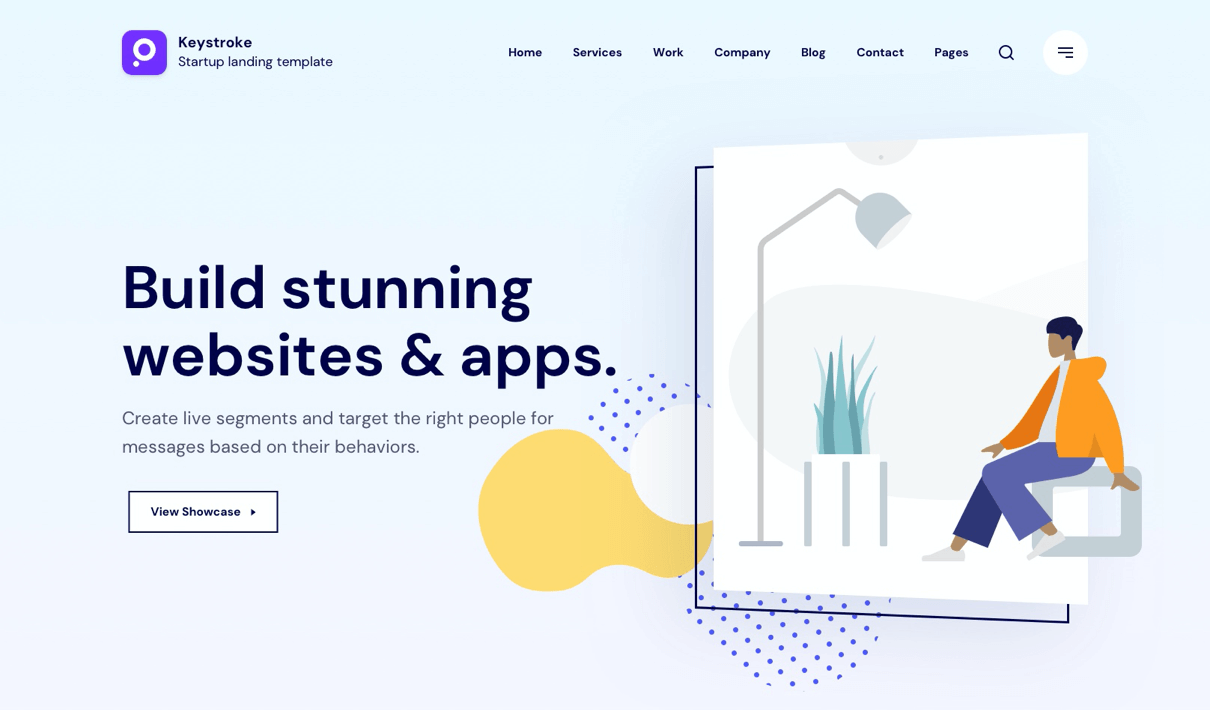 Keystroke
Startup landing template
Home Services Work Company Blog Contact Pages
Build stunning
websites & apps.
Create live segments and target the right people for
messages based on their behaviors.
View Showcase